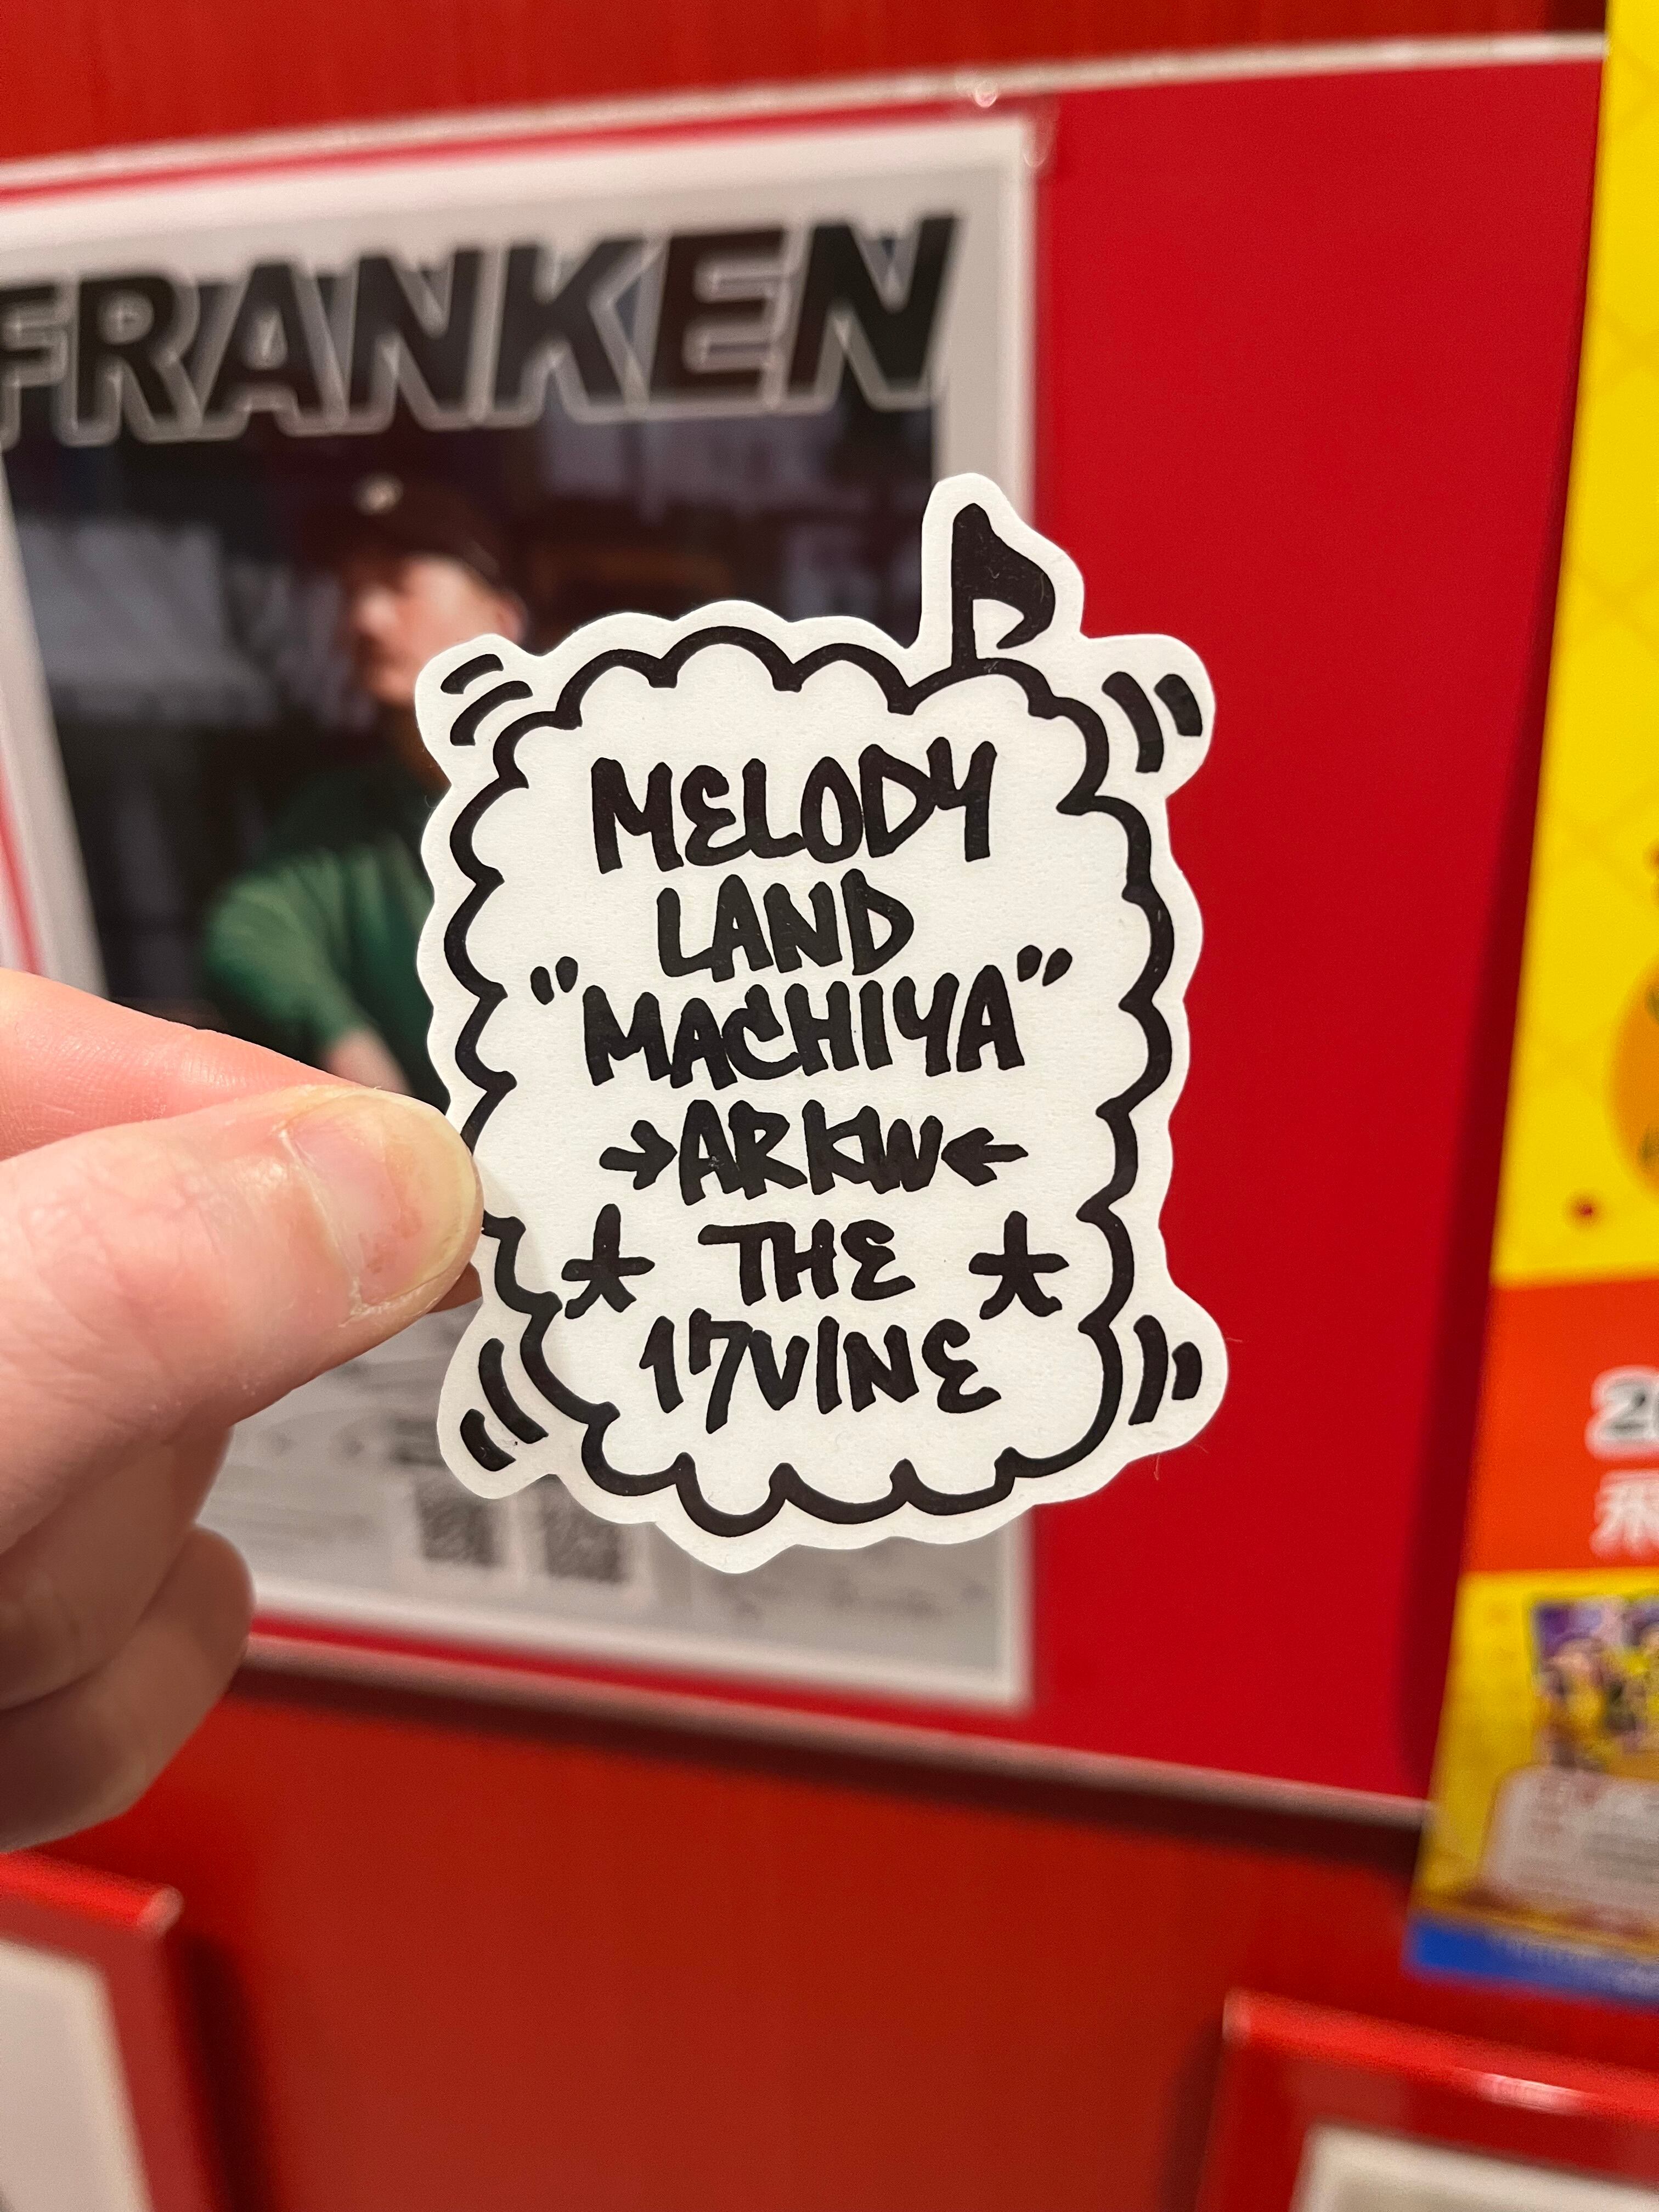 FRANKEN
MELODY
LAND
"MACHIYA"
→ARKW←
* THE *
17VINE